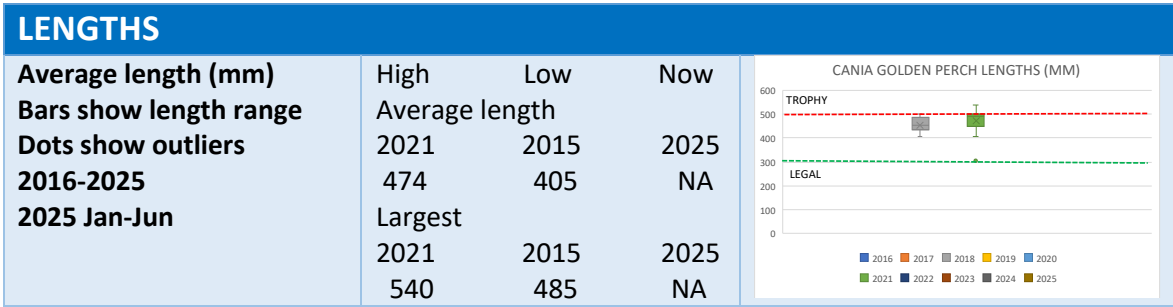 LENGTHS
Average length (mm)
Bars show length range
Dots show outliers
2016-2025
2025 Jan-Jun
High Low Now
Average length
2021 2015 2025
474 405 NA
Largest
2021 2015 2025
540 485 NA
CANIA GOLDEN PERCH LENGTHS (MM)
600
TROPHY
500
400
300
LEGAL
200
100
0
2016 2017 2018 2019 2020
2021 2022 2023 2024 2025